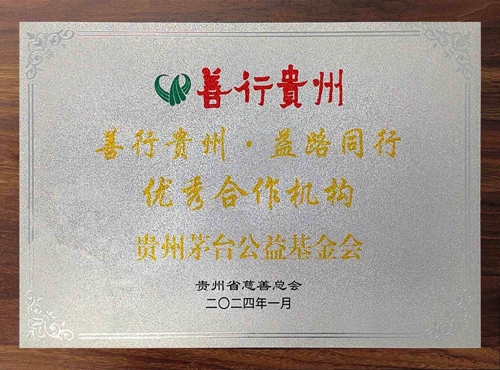 善行貴州
善行贵州·益路同行
优秀合作机构
贵州茅台公益基金会
贵州省慈善总会
二〇二四年一月